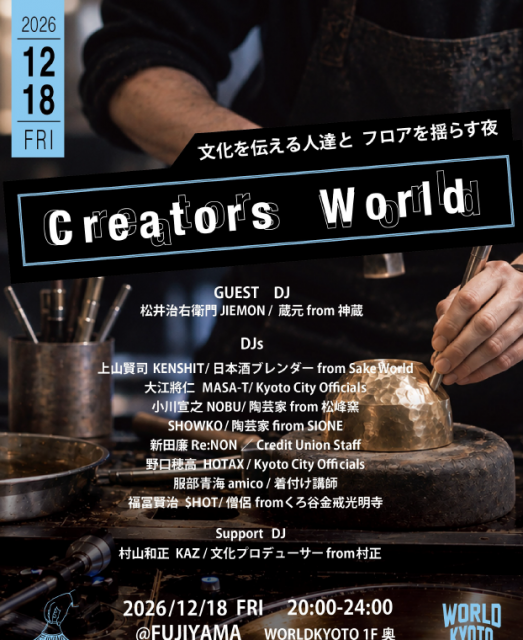 2026
12
18
FRI
文化を伝える人達と フロアを揺らす夜
Creators World
GUEST DJ
松井治右衛門 JIEMON / 蔵元 from 神蔵
DJs
上山賢司 KENSHIT/ 日本酒ブレンダー from Sake World
大江將仁 MASA-T/ Kyoto City Officials
小川宣之 NOBU/ 陶芸家 from 松峰窯
SHOWKO / 陶芸家 firom SIONE
新田廉 Re:NON ／ Credit Union Staff
野口穂高 HOTAX/ Kyoto City Officials
服部青海 amico / 着付け講師
福冨賢治 SHOT/ 僧侶 fromくろ谷金戒光明寺
Support DJ
村山和正 KAZ / 文化プロデューサー from 村正
2026/12/18 FRI 20:00-24:00
@FUJIYAMA WORLDKYOTO 1F 奥
WORLD
KYOTO